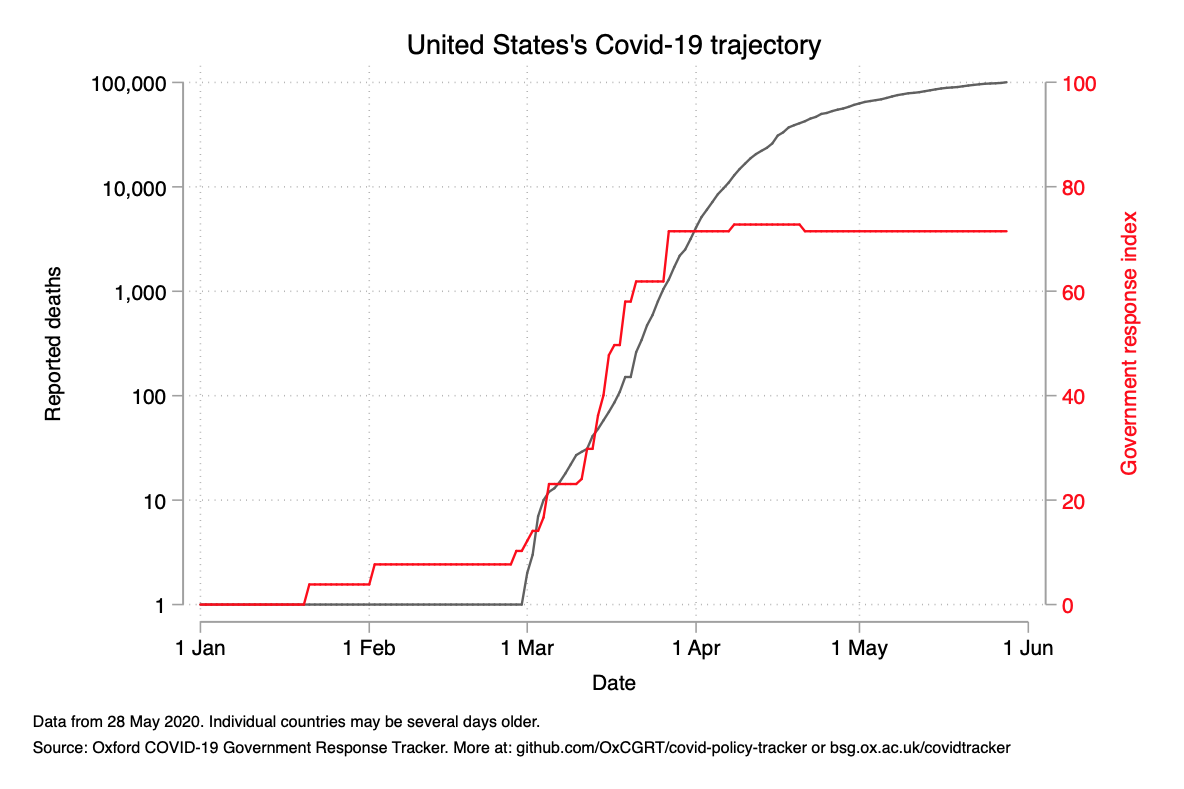 United States's Covid-19 trajectory
100,000
10,000
1,000
100
10
1
Reported deaths
100
80
60
40
20
0
Government response index
1 Jan 1 Feb 1 Mar 1 Apr 1 May 1 Jun
Date
Data from 28 May 2020. Individual countries may be several days older.
Source: Oxford COVID-19 Government Response Tracker. More at: github.com/OxCGRT/covid-policy-tracker or bsg.ox.ac.uk/covidtracker